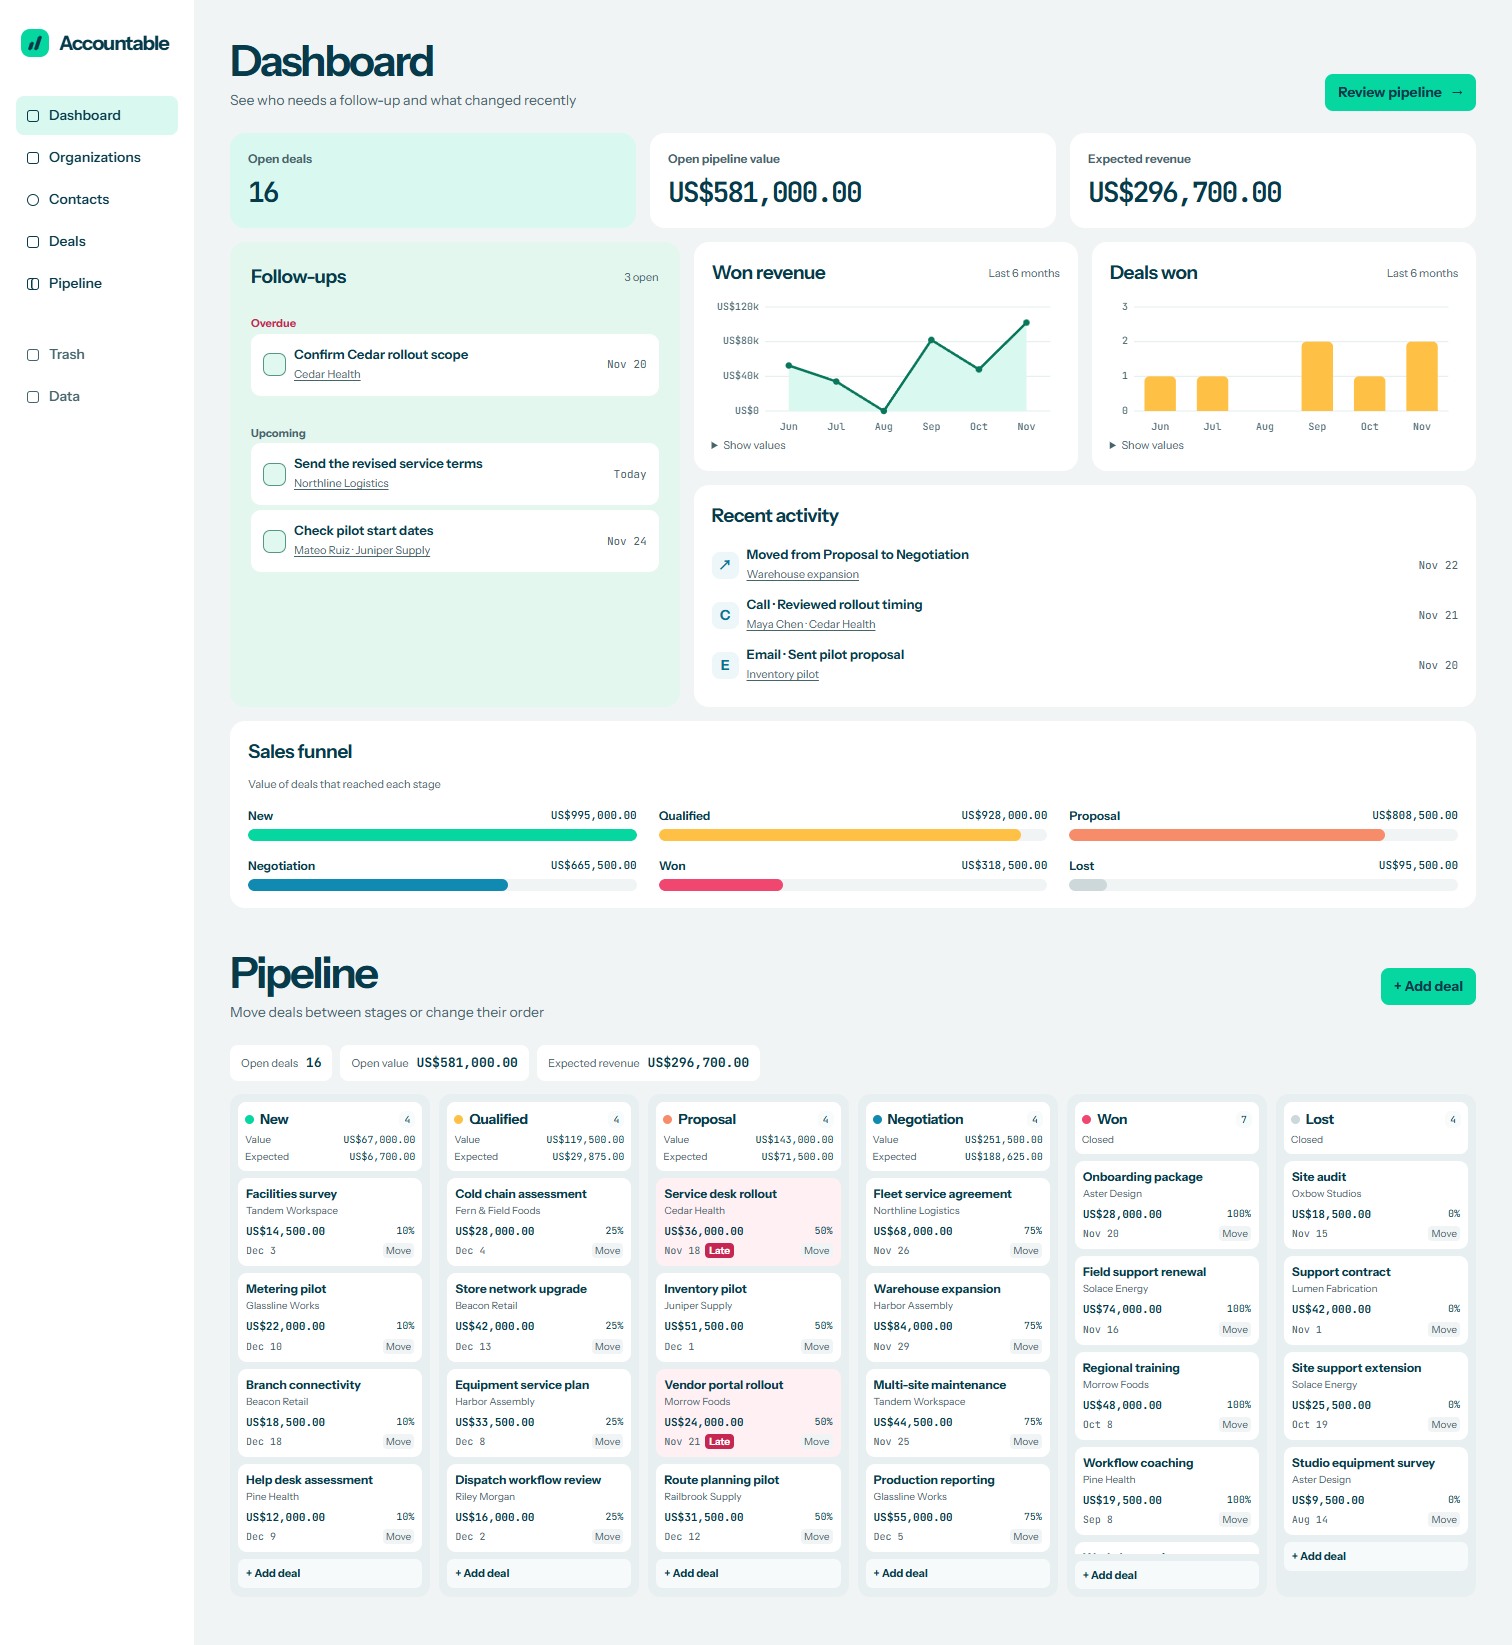 Accountable
Dashboard
Organizations
Contacts
Deals
Pipeline
Trash
Data
Dashboard
See who needs a follow-up and what changed recently
Review pipeline →
Open deals
16
Open pipeline value
US$581,000.00
Expected revenue
US$296,700.00
Follow-ups
3 open
Overdue
Confirm Cedar rollout scope
Cedar Health
Nov 20
Upcoming
Send the revised service terms
Northline Logistics
Today
Check pilot start dates
Mateo Ruiz · Juniper Supply
Nov 24
Won revenue
Last 6 months
US$120k
US$80k
US$40k
US$0
Jun Jul Aug Sep Oct Nov
▶ Show values
Deals won
Last 6 months
3
2
1
0
Jun Jul Aug Sep Oct Nov
▶ Show values
Recent activity
↗
Moved from Proposal to Negotiation
Warehouse expansion
Nov 22
C
Call · Reviewed rollout timing
Maya Chen · Cedar Health
Nov 21
E
Email · Sent pilot proposal
Inventory pilot
Nov 20
Sales funnel
Value of deals that reached each stage
New US$995,000.00
Qualified US$928,000.00
Proposal US$808,500.00
Negotiation US$665,500.00
Won US$318,500.00
Lost US$95,500.00
Pipeline
Move deals between stages or change their order
+ Add deal
Open deals 16
Open value US$581,000.00
Expected revenue US$296,700.00
New 4
Value US$67,000.00
Expected US$6,700.00
Facilities survey
Tandem Workspace
US$14,500.00 10%
Dec 3 Move
Metering pilot
Glassline Works
US$22,000.00 10%
Dec 10 Move
Branch connectivity
Beacon Retail
US$18,500.00 10%
Dec 18 Move
Help desk assessment
Pine Health
US$12,000.00 10%
Dec 9 Move
+ Add deal
Qualified 4
Value US$119,500.00
Expected US$29,875.00
Cold chain assessment
Fern & Field Foods
US$28,000.00 25%
Dec 4 Move
Store network upgrade
Beacon Retail
US$42,000.00 25%
Dec 13 Move
Equipment service plan
Harbor Assembly
US$33,500.00 25%
Dec 8 Move
Dispatch workflow review
Riley Morgan
US$16,000.00 25%
Dec 2 Move
+ Add deal
Proposal 4
Value US$143,000.00
Expected US$71,500.00
Service desk rollout
Cedar Health
US$36,000.00 50%
Nov 18 Late Move
Inventory pilot
Juniper Supply
US$51,500.00 50%
Dec 1 Move
Vendor portal rollout
Morrow Foods
US$24,000.00 50%
Nov 21 Late Move
Route planning pilot
Railbrook Supply
US$31,500.00 50%
Dec 12 Move
+ Add deal
Negotiation 4
Value US$251,500.00
Expected US$188,625.00
Fleet service agreement
Northline Logistics
US$68,000.00 75%
Nov 26 Move
Warehouse expansion
Harbor Assembly
US$84,000.00 75%
Nov 29 Move
Multi-site maintenance
Tandem Workspace
US$44,500.00 75%
Nov 25 Move
Production reporting
Glassline Works
US$55,000.00 75%
Dec 5 Move
+ Add deal
Won 7
Closed
Onboarding package
Aster Design
US$28,000.00 100%
Nov 20 Move
Field support renewal
Solace Energy
US$74,000.00 100%
Nov 16 Move
Regional training
Morrow Foods
US$48,000.00 100%
Oct 8 Move
Workflow coaching
Pine Health
US$19,500.00 100%
Sep 8 Move
+ Add deal
Lost 4
Closed
Site audit
Oxbow Studios
US$18,500.00 0%
Nov 15 Move
Support contract
Lumen Fabrication
US$42,000.00 0%
Nov 1 Move
Site support extension
Solace Energy
US$25,500.00 0%
Oct 19 Move
Studio equipment survey
Aster Design
US$9,500.00 0%
Aug 14 Move
+ Add deal